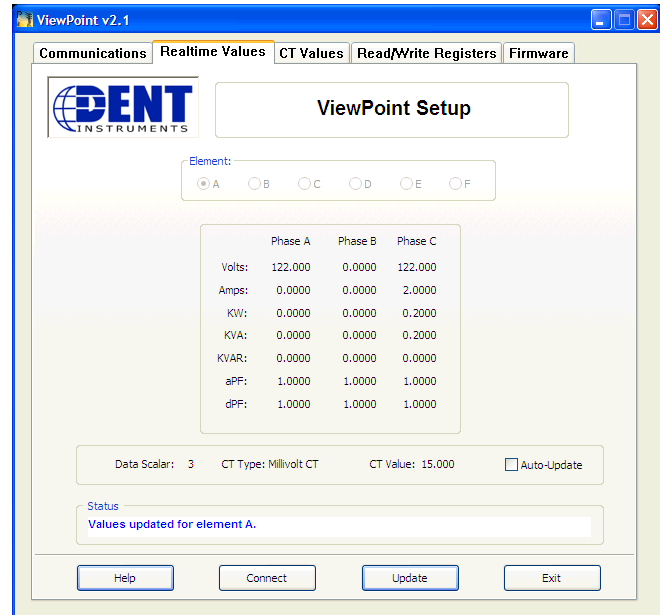 ViewPoint v2.1
Communications Realtime Values CT Values Read/Write Registers Firmware
DENT
INSTRUMENTS
ViewPoint Setup
Element:
A B C D E F
Phase A Phase B Phase C
Volts: 122.000 0.0000 122.000
Amps: 0.0000 0.0000 2.0000
KW: 0.0000 0.0000 0.2000
KVA: 0.0000 0.0000 0.2000
KVAR: 0.0000 0.0000 0.0000
aPF: 1.0000 1.0000 1.0000
dPF: 1.0000 1.0000 1.0000
Data Scalar: 3 CT Type: Millivolt CT CT Value: 15.000 Auto-Update
Status
Values updated for element A.
Help Connect Update Exit